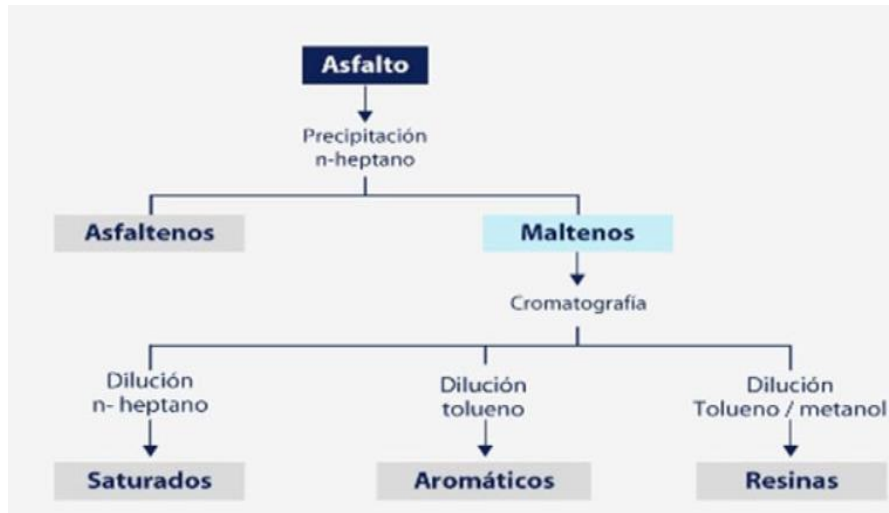 Asfalto
Precipitación
n-heptano
Asfaltenos
Maltenos
Cromatografía
Dilución
n- heptano
Dilución
tolueno
Dilución
Tolueno / metanol
Saturados
Aromáticos
Resinas